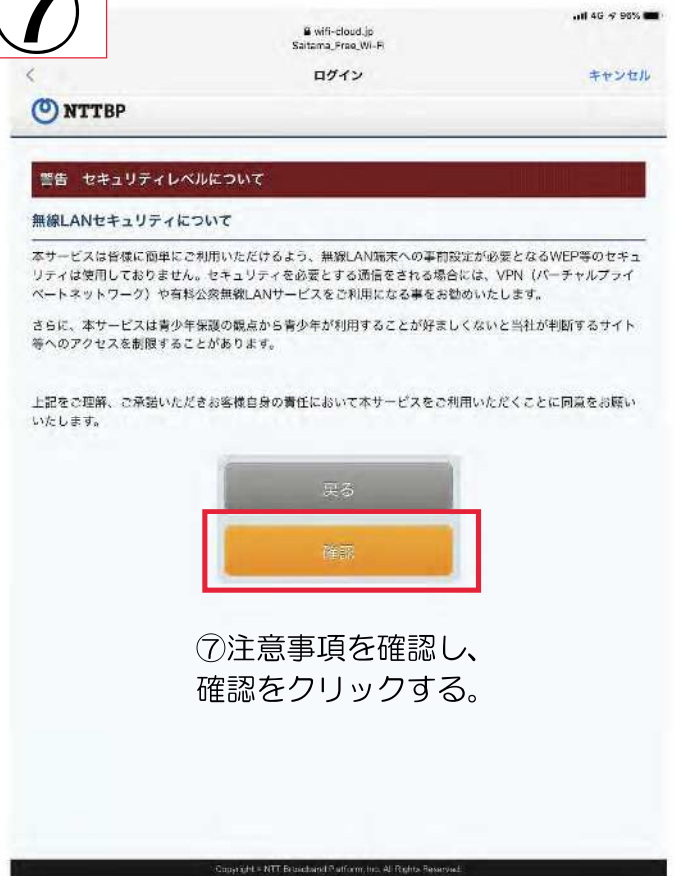 ⑦
wifi-cloud.jp
4G 96%
Saitama_Free_Wi-Fi
ログイン
キャンセル
NTTBP
警告 セキュリティレベルについて
無線LANセキュリティについて
本サービスは皆様に簡単にご利用いただけるよう、無線LAN端末への事前設定が必要となるWEP等のセキュ
リティは使用しておりません。セキュリティを必要とする通信をされる場合には、VPN（バーチャルプライ
ベートネットワーク）や有料公衆無線LANサービスをご利用になる事をお勧めいたします。
さらに、本サービスは青少年保護の観点から青少年が利用することが好ましくないと当社が判断するサイト
等へのアクセスを制限することがあります。
上記をご理解、ご承諾いただきお客様自身の責任において本サービスをご利用いただくことに同意をお願い
いたします。
戻る
確認
⑦注意事項を確認し、
確認をクリックする。
Copyright © NTT Broadband Platform, Inc. All Rights Reserved.